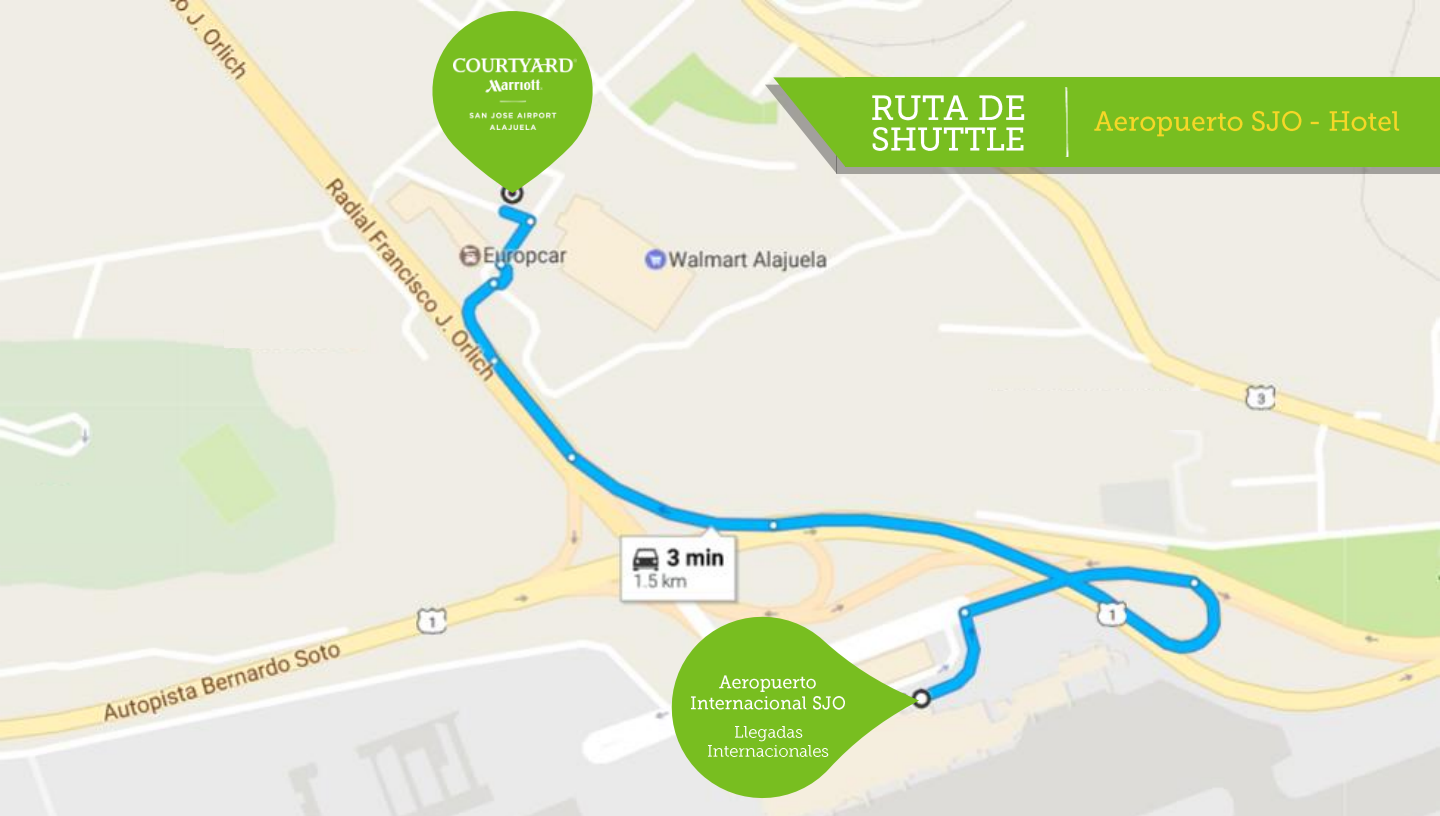 o J. Orlich
COURTYARD
Marriott
SAN JOSE AIRPORT
ALAJUELA
RUTA DE
SHUTTLE
Aeropuerto SJO - Hotel
Radial Francisco J. Orlich
Europcar
Walmart Alajuela
3
3 min
1.5 km
1
1
Autopista Bernardo Soto
Aeropuerto
Internacional SJO
Llegadas
Internacionales